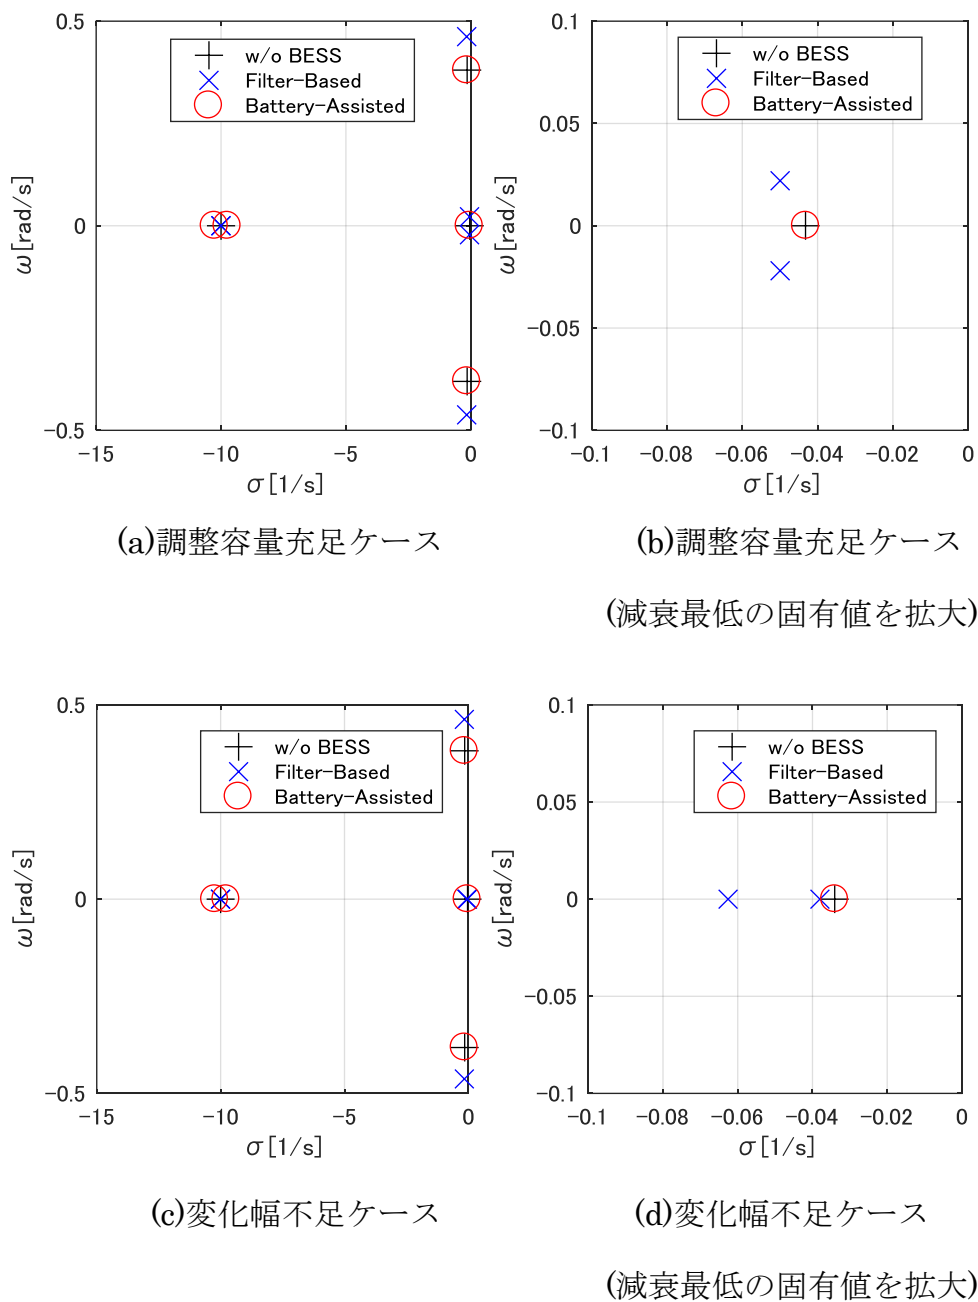 0.5
0
-0.5
-15
-10
-5
0
ω[rad/s]
σ[1/s]
w/o BESS
Filter-Based
Battery-Assisted
0.1
0.05
0
-0.05
-0.1
-0.1
-0.08
-0.06
-0.04
-0.02
0
ω[rad/s]
σ[1/s]
w/o BESS
Filter-Based
Battery-Assisted
(a)調整容量充足ケース
(b)調整容量充足ケース
(減衰最低の固有値を拡大)
0.5
0
-0.5
-15
-10
-5
0
ω[rad/s]
σ[1/s]
w/o BESS
Filter-Based
Battery-Assisted
0.1
0.05
0
-0.05
-0.1
-0.1
-0.08
-0.06
-0.04
-0.02
0
ω[rad/s]
σ[1/s]
w/o BESS
Filter-Based
Battery-Assisted
(c)変化幅不足ケース
(d)変化幅不足ケース
(減衰最低の固有値を拡大)